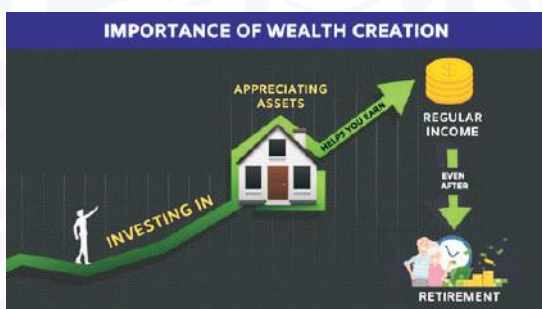 IMPORTANCE OF WEALTH CREATION
APPRECIATING
ASSETS
INVESTING IN
HELPS YOU EARN
REGULAR
INCOME
EVEN
AFTER
RETIREMENT